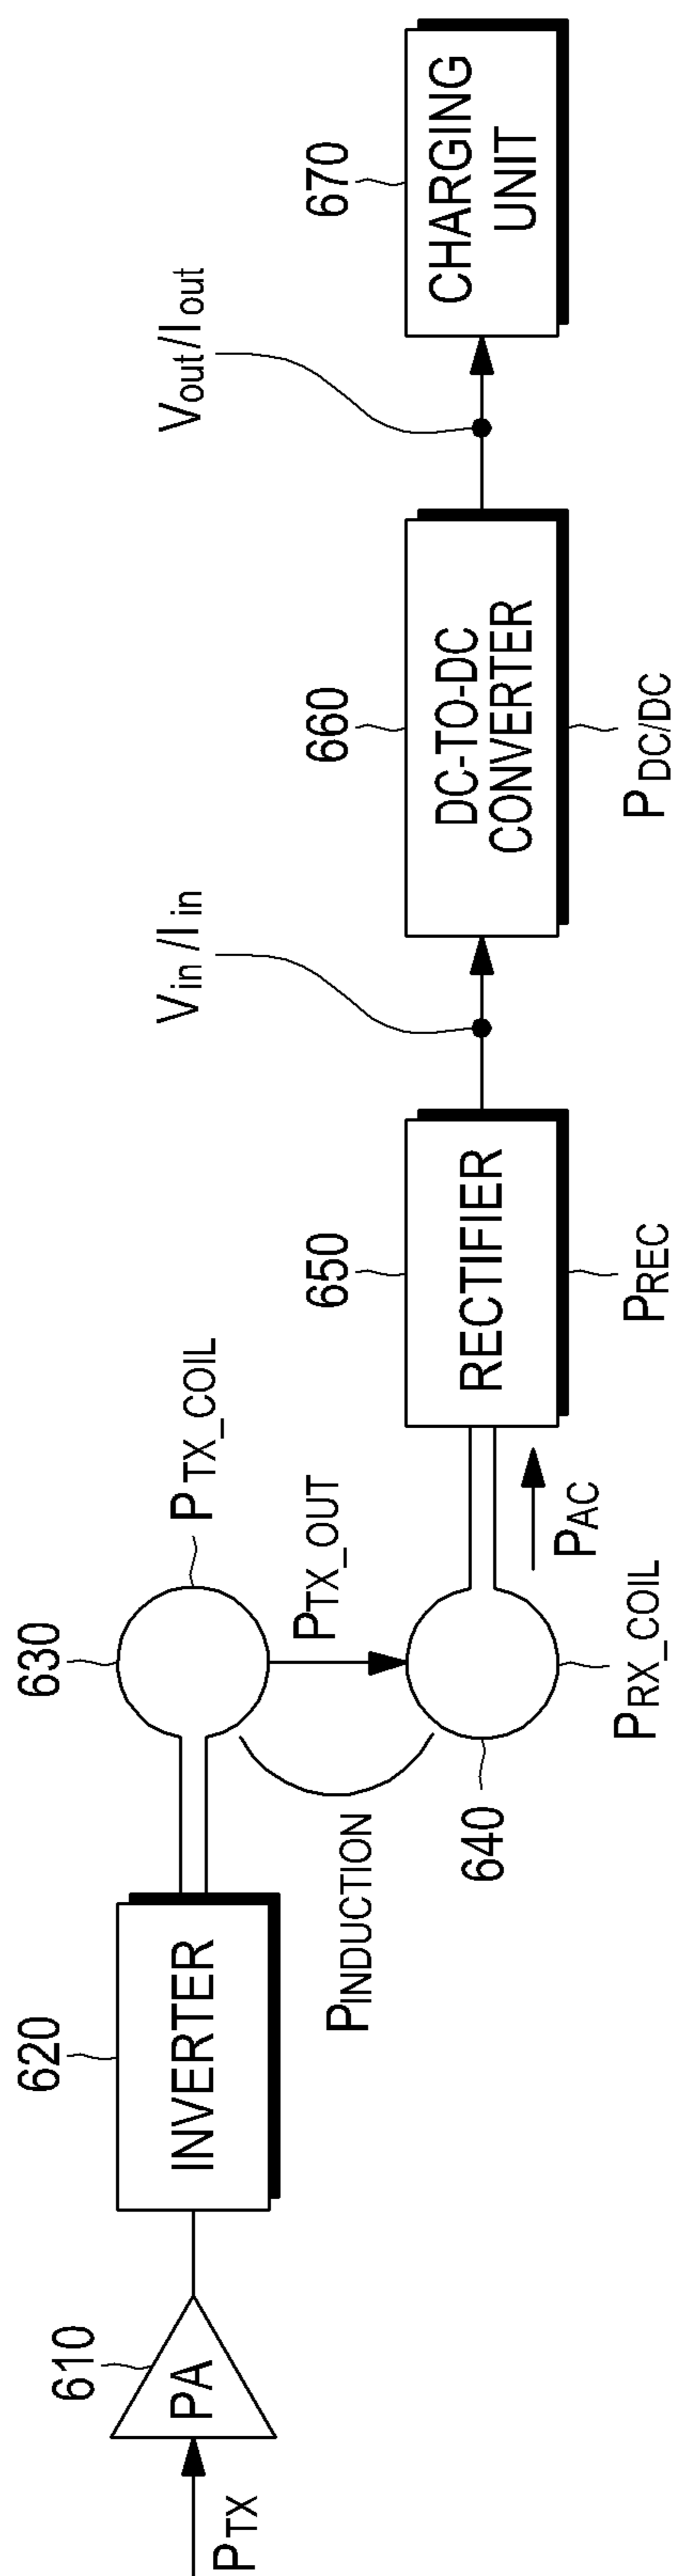 P_TX
610
PA
620
INVERTER
630
P_TX_COIL
P_TX_OUT
P_INDUCTION
640
P_RX_COIL
P_AC
650
RECTIFIER
P_REC
V_in/I_in
660
DC-TO-DC
CONVERTER
P_DC/DC
V_out/I_out
670
CHARGING
UNIT